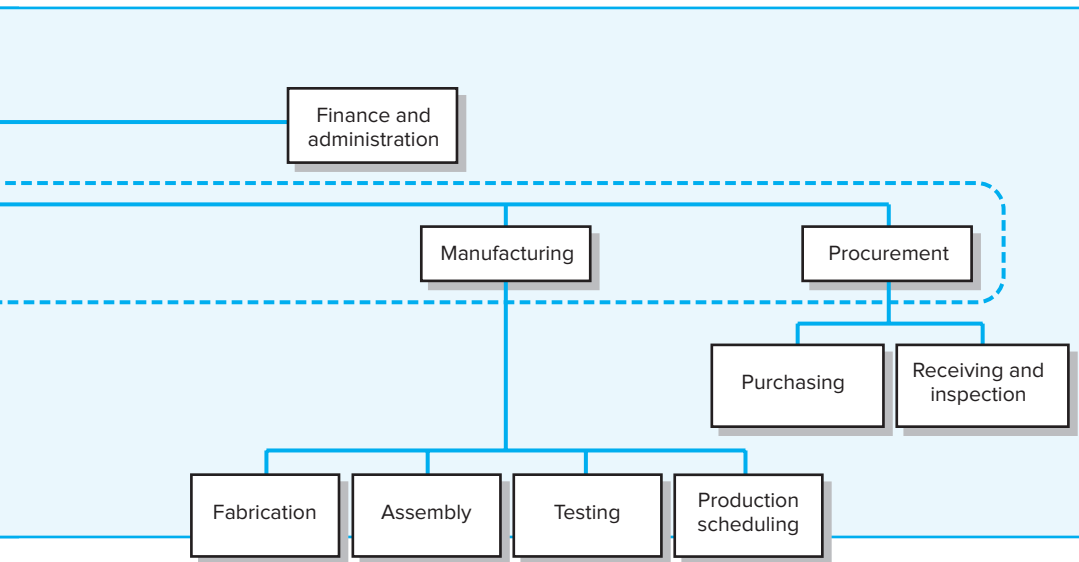 Finance and
administration
Manufacturing
Procurement
Purchasing
Receiving and
inspection
Fabrication
Assembly
Testing
Production
scheduling